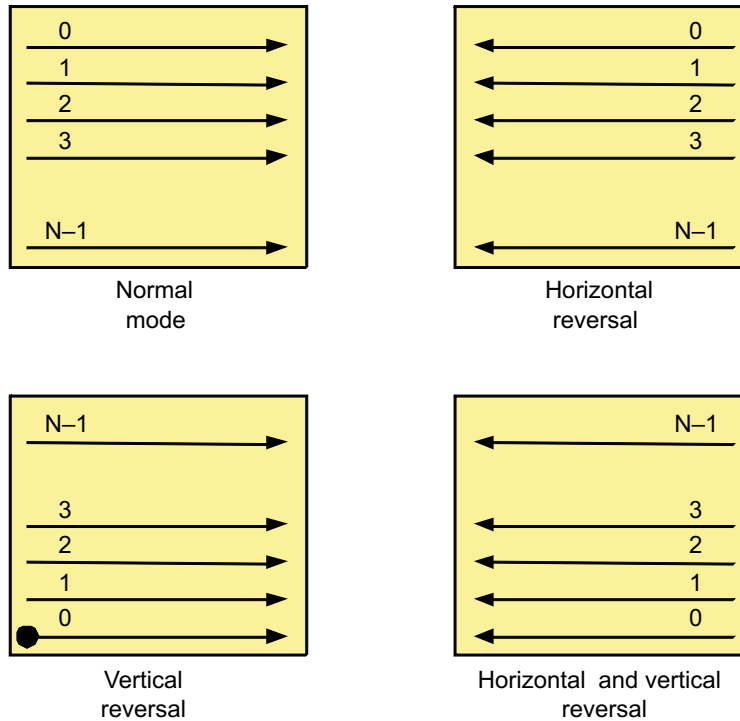 0
1
2
3
N–1
Normal
mode
0
1
2
3
N–1
Horizontal
reversal
N–1
3
2
1
0
Vertical
reversal
N–1
3
2
1
0
Horizontal and vertical
reversal